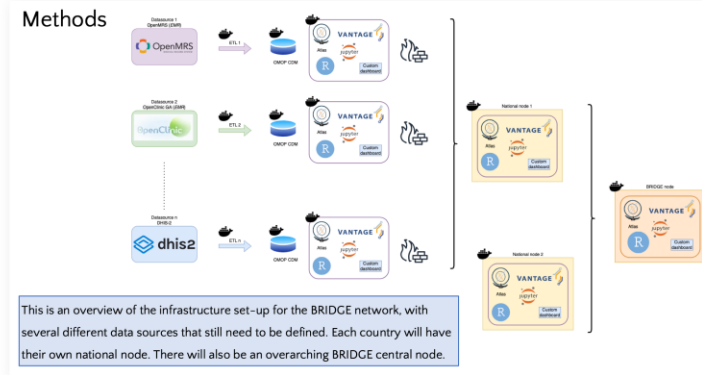 Methods
Datasource 1
OpenMRS (EMR)
OpenMRS
ETL 1
OMOP CDM
Atlas
VANTAGE
jupyter
R
Custom
dashboard
Datasource 2
OpenClinic GA (EMR)
OpenClinic
ETL 2
OMOP CDM
Atlas
VANTAGE
jupyter
R
Custom
dashboard
National node 1
Atlas
VANTAGE
jupyter
R
Custom
dashboard
BRIDGE node
Atlas
VANTAGE
jupyter
R
Custom
dashboard
Datasource n
DHIS-2
dhis2
ETL n
OMOP CDM
Atlas
VANTAGE
jupyter
R
Custom
dashboard
National node 2
Atlas
VANTAGE
jupyter
R
Custom
dashboard
This is an overview of the infrastructure set-up for the BRIDGE network, with
several different data sources that still need to be defined. Each country will have
their own national node. There will also be an overarching BRIDGE central node.